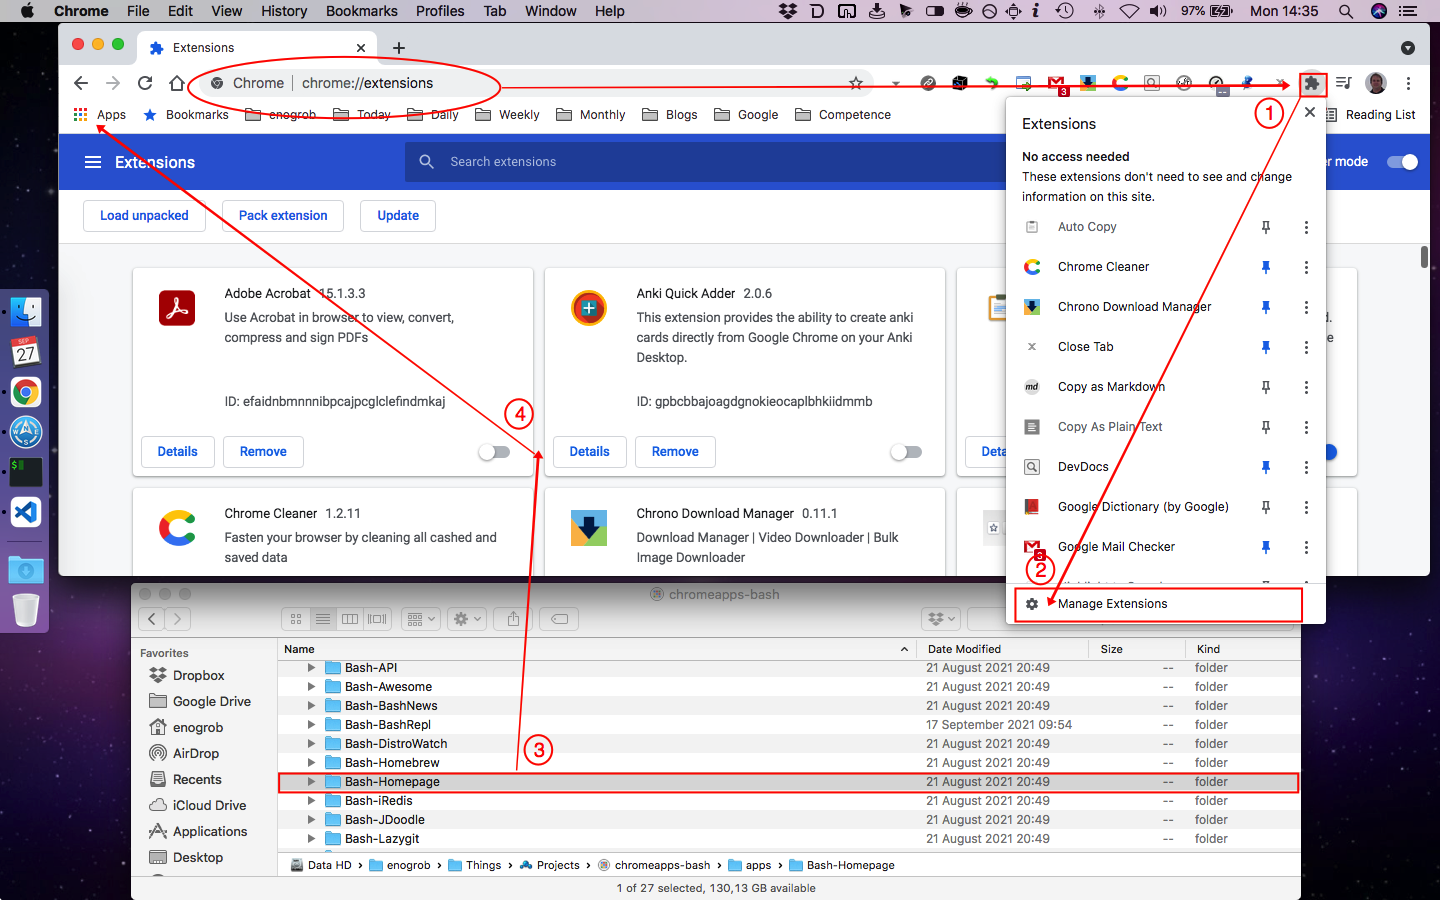 Chrome File Edit View History Bookmarks Profiles Tab Window Help 97% Mon 14:35
Extensions
Chrome chrome://extensions
3
Apps Bookmarks enogrob Today Daily Weekly Monthly Blogs Google Competence Reading List
1
Extensions
Search extensions
er mode
Load unpacked
Pack extension
Update
Extensions
No access needed
These extensions don't need to see and change
information on this site.
Auto Copy
Chrome Cleaner
Chrono Download Manager
Close Tab
md Copy as Markdown
Copy As Plain Text
DevDocs
Google Dictionary (by Google)
Google Mail Checker
2
Manage Extensions
Adobe Acrobat 15.1.3.3
Use Acrobat in browser to view, convert,
compress and sign PDFs
ID: efaidnbmnnnibpcajpcglclefindmkaj
Details
Remove
4
Anki Quick Adder 2.0.6
This extension provides the ability to create anki
cards directly from Google Chrome on your Anki
Desktop.
ID: gpbcbbajoagdgnokieocaplbhkiidmmb
Details
Remove
Deta
Chrome Cleaner 1.2.11
Fasten your browser by cleaning all cashed and
saved data
Chrono Download Manager 0.11.1
Download Manager | Video Downloader | Bulk
Image Downloader
SEP
27
chromeapps-bash
Favorites
Dropbox
Google Drive
enogrob
AirDrop
Recents
iCloud Drive
Applications
Desktop
Name Date Modified Size Kind
Bash-API 21 August 2021 20:49 -- folder
Bash-Awesome 21 August 2021 20:49 -- folder
Bash-BashNews 21 August 2021 20:49 -- folder
Bash-BashRepl 17 September 2021 09:54 -- folder
Bash-DistroWatch 21 August 2021 20:49 -- folder
3
Bash-Homebrew 21 August 2021 20:49 -- folder
Bash-Homepage 21 August 2021 20:49 -- folder
Bash-iRedis 21 August 2021 20:49 -- folder
Bash-JDoodle 21 August 2021 20:49 -- folder
Bash-Lazygit 21 August 2021 20:49 -- folder
Data HD › enogrob › Things › Projects › chromeapps-bash › apps › Bash-Homepage
1 of 27 selected, 130,13 GB available